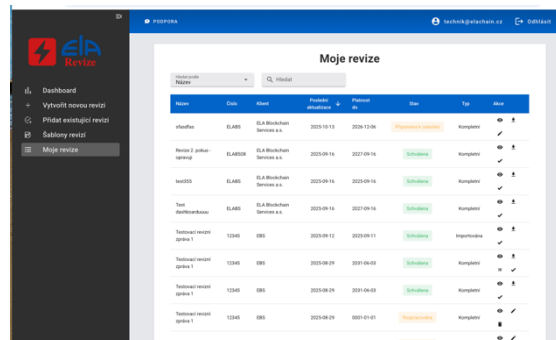 ELA
Revize
Dashboard
Vytvořit novou revizi
Přidat existující revizi
Šablony revizí
Moje revize
PODPORA
technik@elachain.cz
Odhlásit
Moje revize
Hledat podle
Název
Hledat
Název Číslo Klient Poslední aktualizace Platnost do Stav Typ Akce
ELABS ELA Blockchain Services a.s. 2025-10-13 2026-12-06 Kompletní
Revize 2. pokus - opravuji ELABS08 ELA Blockchain Services a.s. 2025-09-16 2027-09-16 Schválena Kompletní
test355 ELABS ELA Blockchain Services a.s. 2025-09-16 2025-09-16 Schválena Kompletní
Test ELABS ELA Blockchain Services a.s. 2025-09-16 2027-09-16 Schválena Kompletní
Testovací revizní zpráva 1 12345 EBS 2025-09-12 2025-09-11 Schválena Importována
Testovací revizní zpráva 1 12345 EBS 2025-08-29 2031-06-03 Schválena Kompletní
Testovací revizní zpráva 1 12345 EBS 2025-08-29 2031-06-03 Schválena Kompletní
Testovací revizní zpráva 1 12345 EBS 2025-08-29 0001-01-01 Rozpracována Kompletní